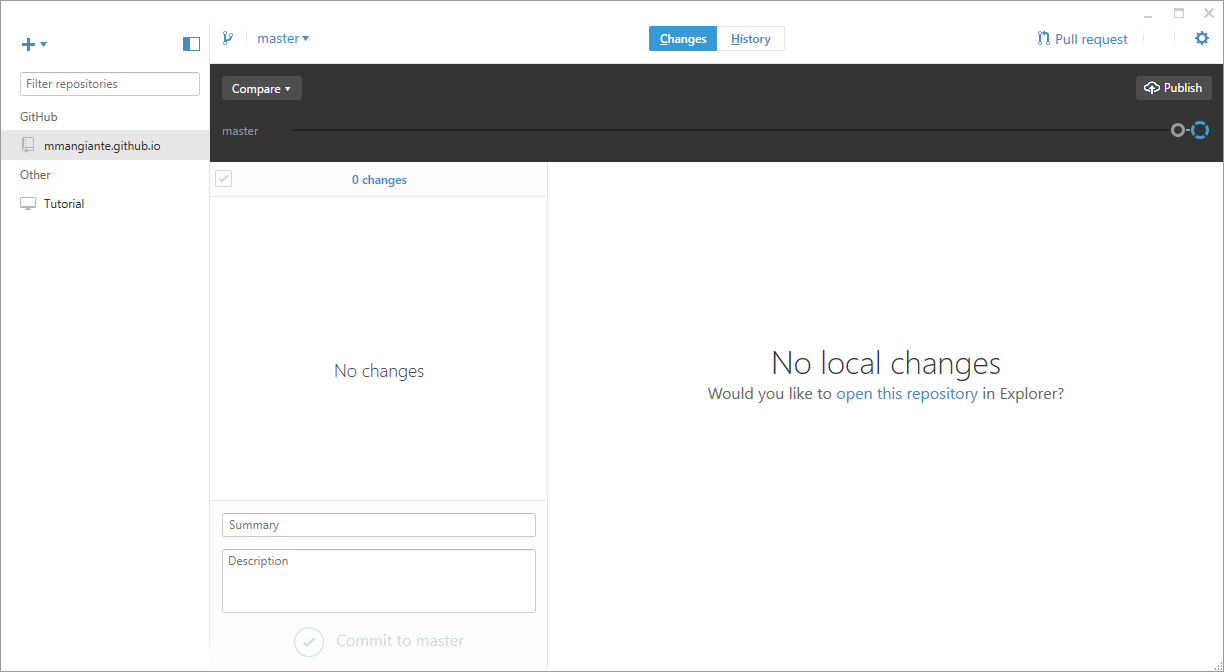 master
Changes
History
Pull request
Filter repositories
GitHub
mmangiante.github.io
Other
Tutorial
Compare
Publish
master
0 changes
No changes
No local changes
Would you like to open this repository in Explorer?
Summary
Description
Commit to master